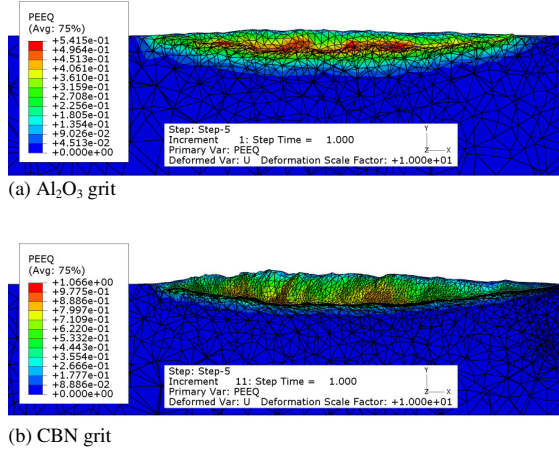 PEEQ
(Avg: 75%)
+5.415e-01
+4.964e-01
+4.513e-01
+4.061e-01
+3.610e-01
+3.159e-01
+2.708e-01
+2.256e-01
+1.805e-01
+1.354e-01
+9.026e-02
+4.513e-02
+0.000e+00
Step: Step-5
Increment 1: Step Time = 1.000
Primary Var: PEEQ
Deformed Var: U Deformation Scale Factor: +1.000e+01
Y
Z X
(a) Al₂O₃ grit
PEEQ
(Avg: 75%)
+1.066e+00
+9.775e-01
+8.886e-01
+7.997e-01
+7.109e-01
+6.220e-01
+5.332e-01
+4.443e-01
+3.554e-01
+2.666e-01
+1.777e-01
+8.886e-02
+0.000e+00
Step: Step-5
Increment 11: Step Time = 1.000
Primary Var: PEEQ
Deformed Var: U Deformation Scale Factor: +1.000e+01
Y
Z X
(b) CBN grit